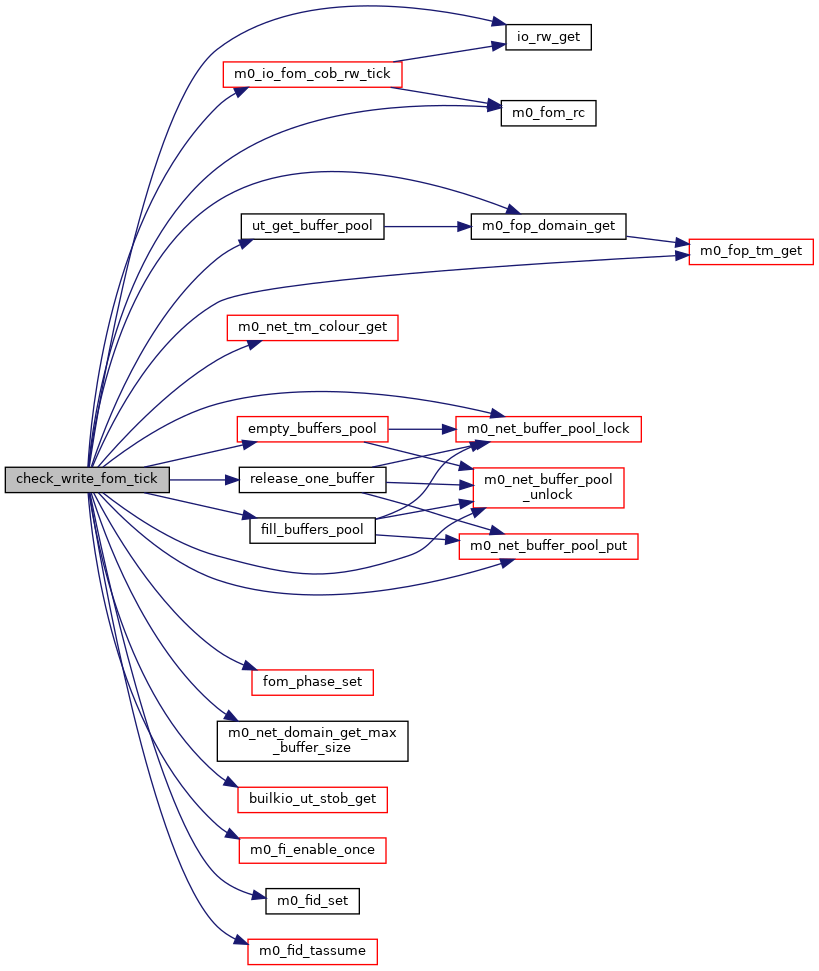 io_rw_get
m0_io_fom_cob_rw_tick
m0_fom_rc
ut_get_buffer_pool
m0_fop_domain_get
m0_fop_tm_get
m0_net_tm_colour_get
empty_buffers_pool
m0_net_buffer_pool_lock
check_write_fom_tick
release_one_buffer
m0_net_buffer_pool
_unlock
fill_buffers_pool
m0_net_buffer_pool_put
fom_phase_set
m0_net_domain_get_max
_buffer_size
builkio_ut_stob_get
m0_fi_enable_once
m0_fid_set
m0_fid_tassume